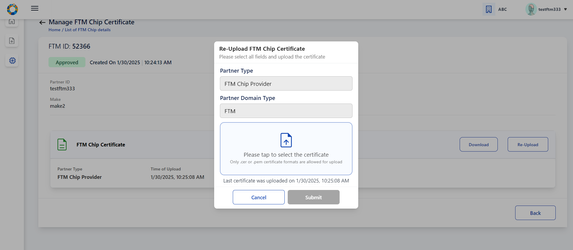 ABC
testftm333
Manage FTM Chip Certificate
Home / List of FTM Chip details
FTM ID: 52366
Approved
Created On 1/30/2025 | 10:24:13 AM
Partner ID
testftm333
Make
make2
FTM Chip Certificate
Download
Re-Upload
Partner Type
Time of Upload
FTM Chip Provider
1/30/2025, 10:25:08 AM
Back
Re-Upload FTM Chip Certificate
Please select all fields and upload the certificate
Partner Type
FTM Chip Provider
Partner Domain Type
FTM
Please tap to select the certificate
Only .cer or .pem certificate formats are allowed for upload
Last certificate was uploaded on 1/30/2025, 10:25:08 AM
Cancel
Submit